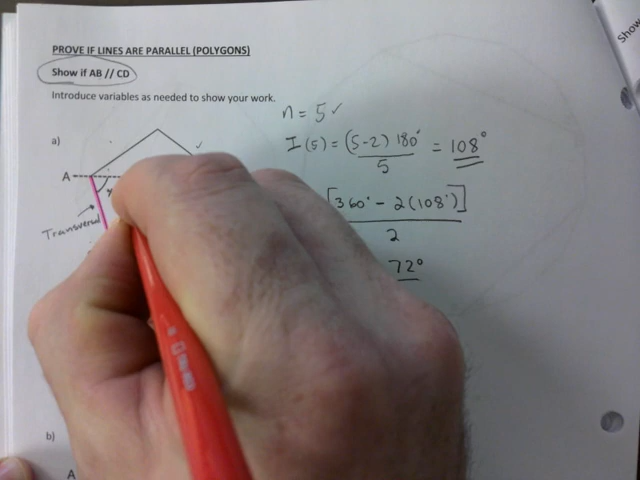 PROVE IF LINES ARE PARALLEL (POLYGONS)
Show if AB // CD
Introduce variables as needed to show your work.
n = 5 ✓
a)
I(5) = (5-2) 180° / 5 = 108°
A
Transversal
[360° - 2(108°)] / 2
72°
b)
A
Show